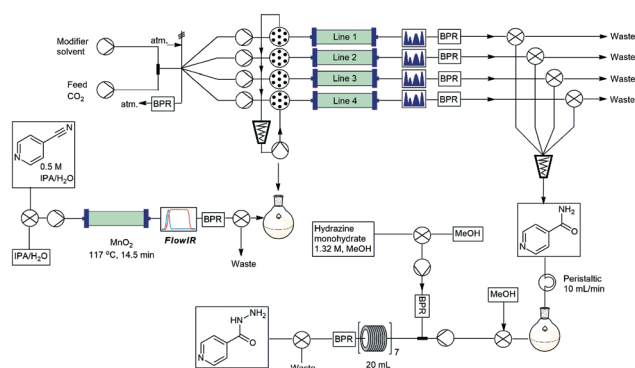 Modifier
solvent
atm.
Feed
CO2
atm.
BPR
Line 1
BPR
Waste
Line 2
BPR
Waste
Line 3
BPR
Waste
Line 4
BPR
Waste
N
N
0.5 M
IPA/H2O
IPA/H2O
MnO2
117 ºC, 14.5 min
FlowIR
BPR
Waste
NH2
O
N
Hydrazine
monohydrate
1.32 M, MeOH
MeOH
BPR
Peristaltic
10 mL/min
MeOH
NH2
HN
O
N
BPR
7
20 mL
Waste